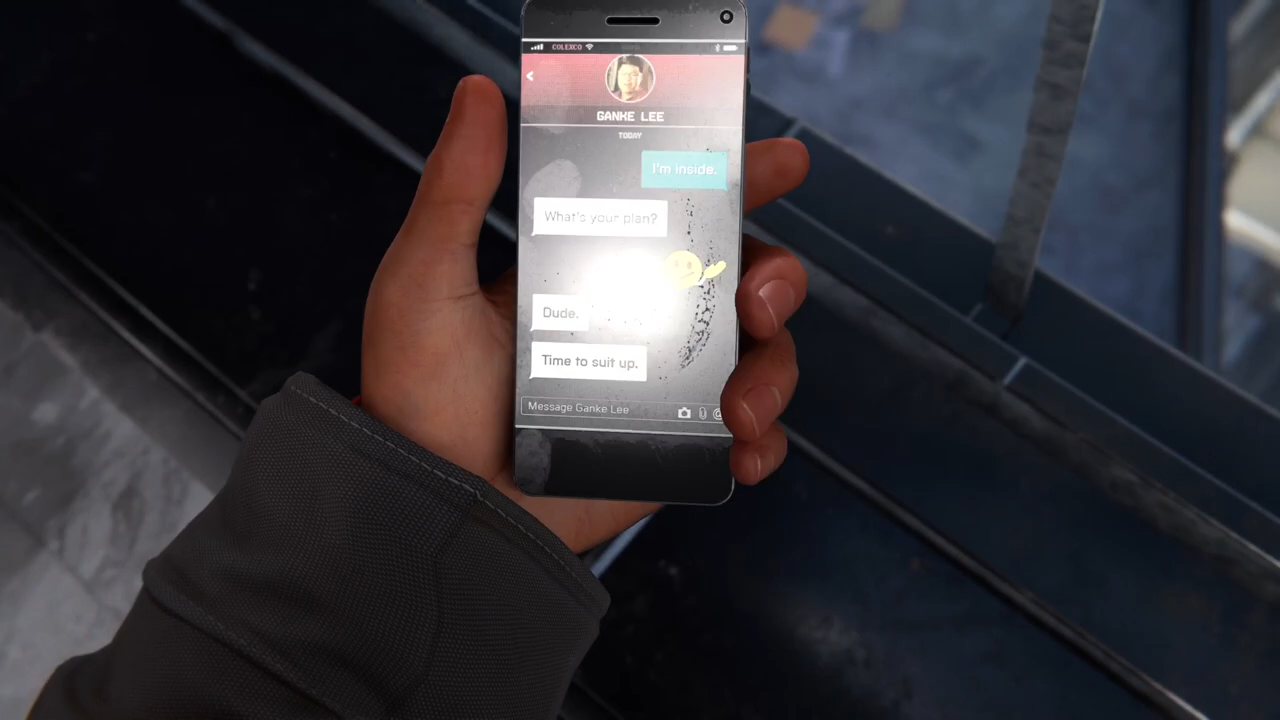 COLEXCO
GANKE LEE
TODAY
I'm inside.
What's your plan?
Dude.
Time to suit up.
Message Ganke Lee